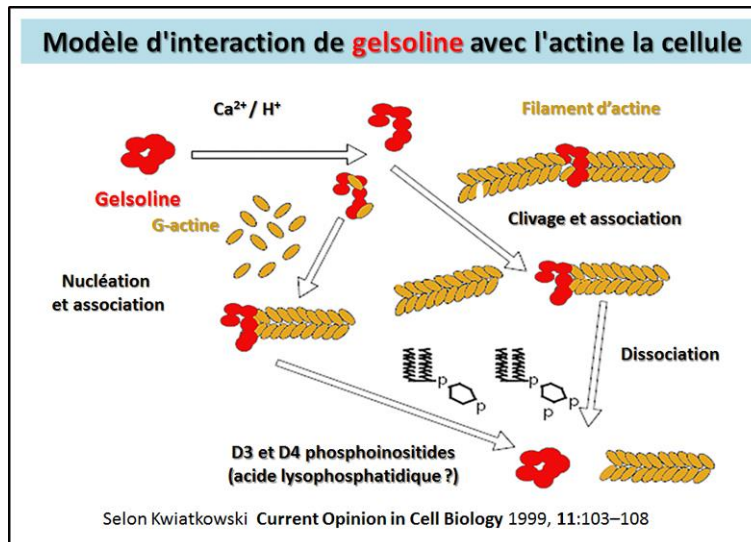 Modèle d'interaction de gelsoline avec l'actine la cellule
Ca2+ / H+
Filament d'actine
Gelsoline
G-actine
Clivage et association
Nucléation
et association
Dissociation
p
p
p
p
p
D3 et D4 phosphoinositides
(acide lysophosphatidique ?)
Selon Kwiatkowski Current Opinion in Cell Biology 1999, 11:103–108